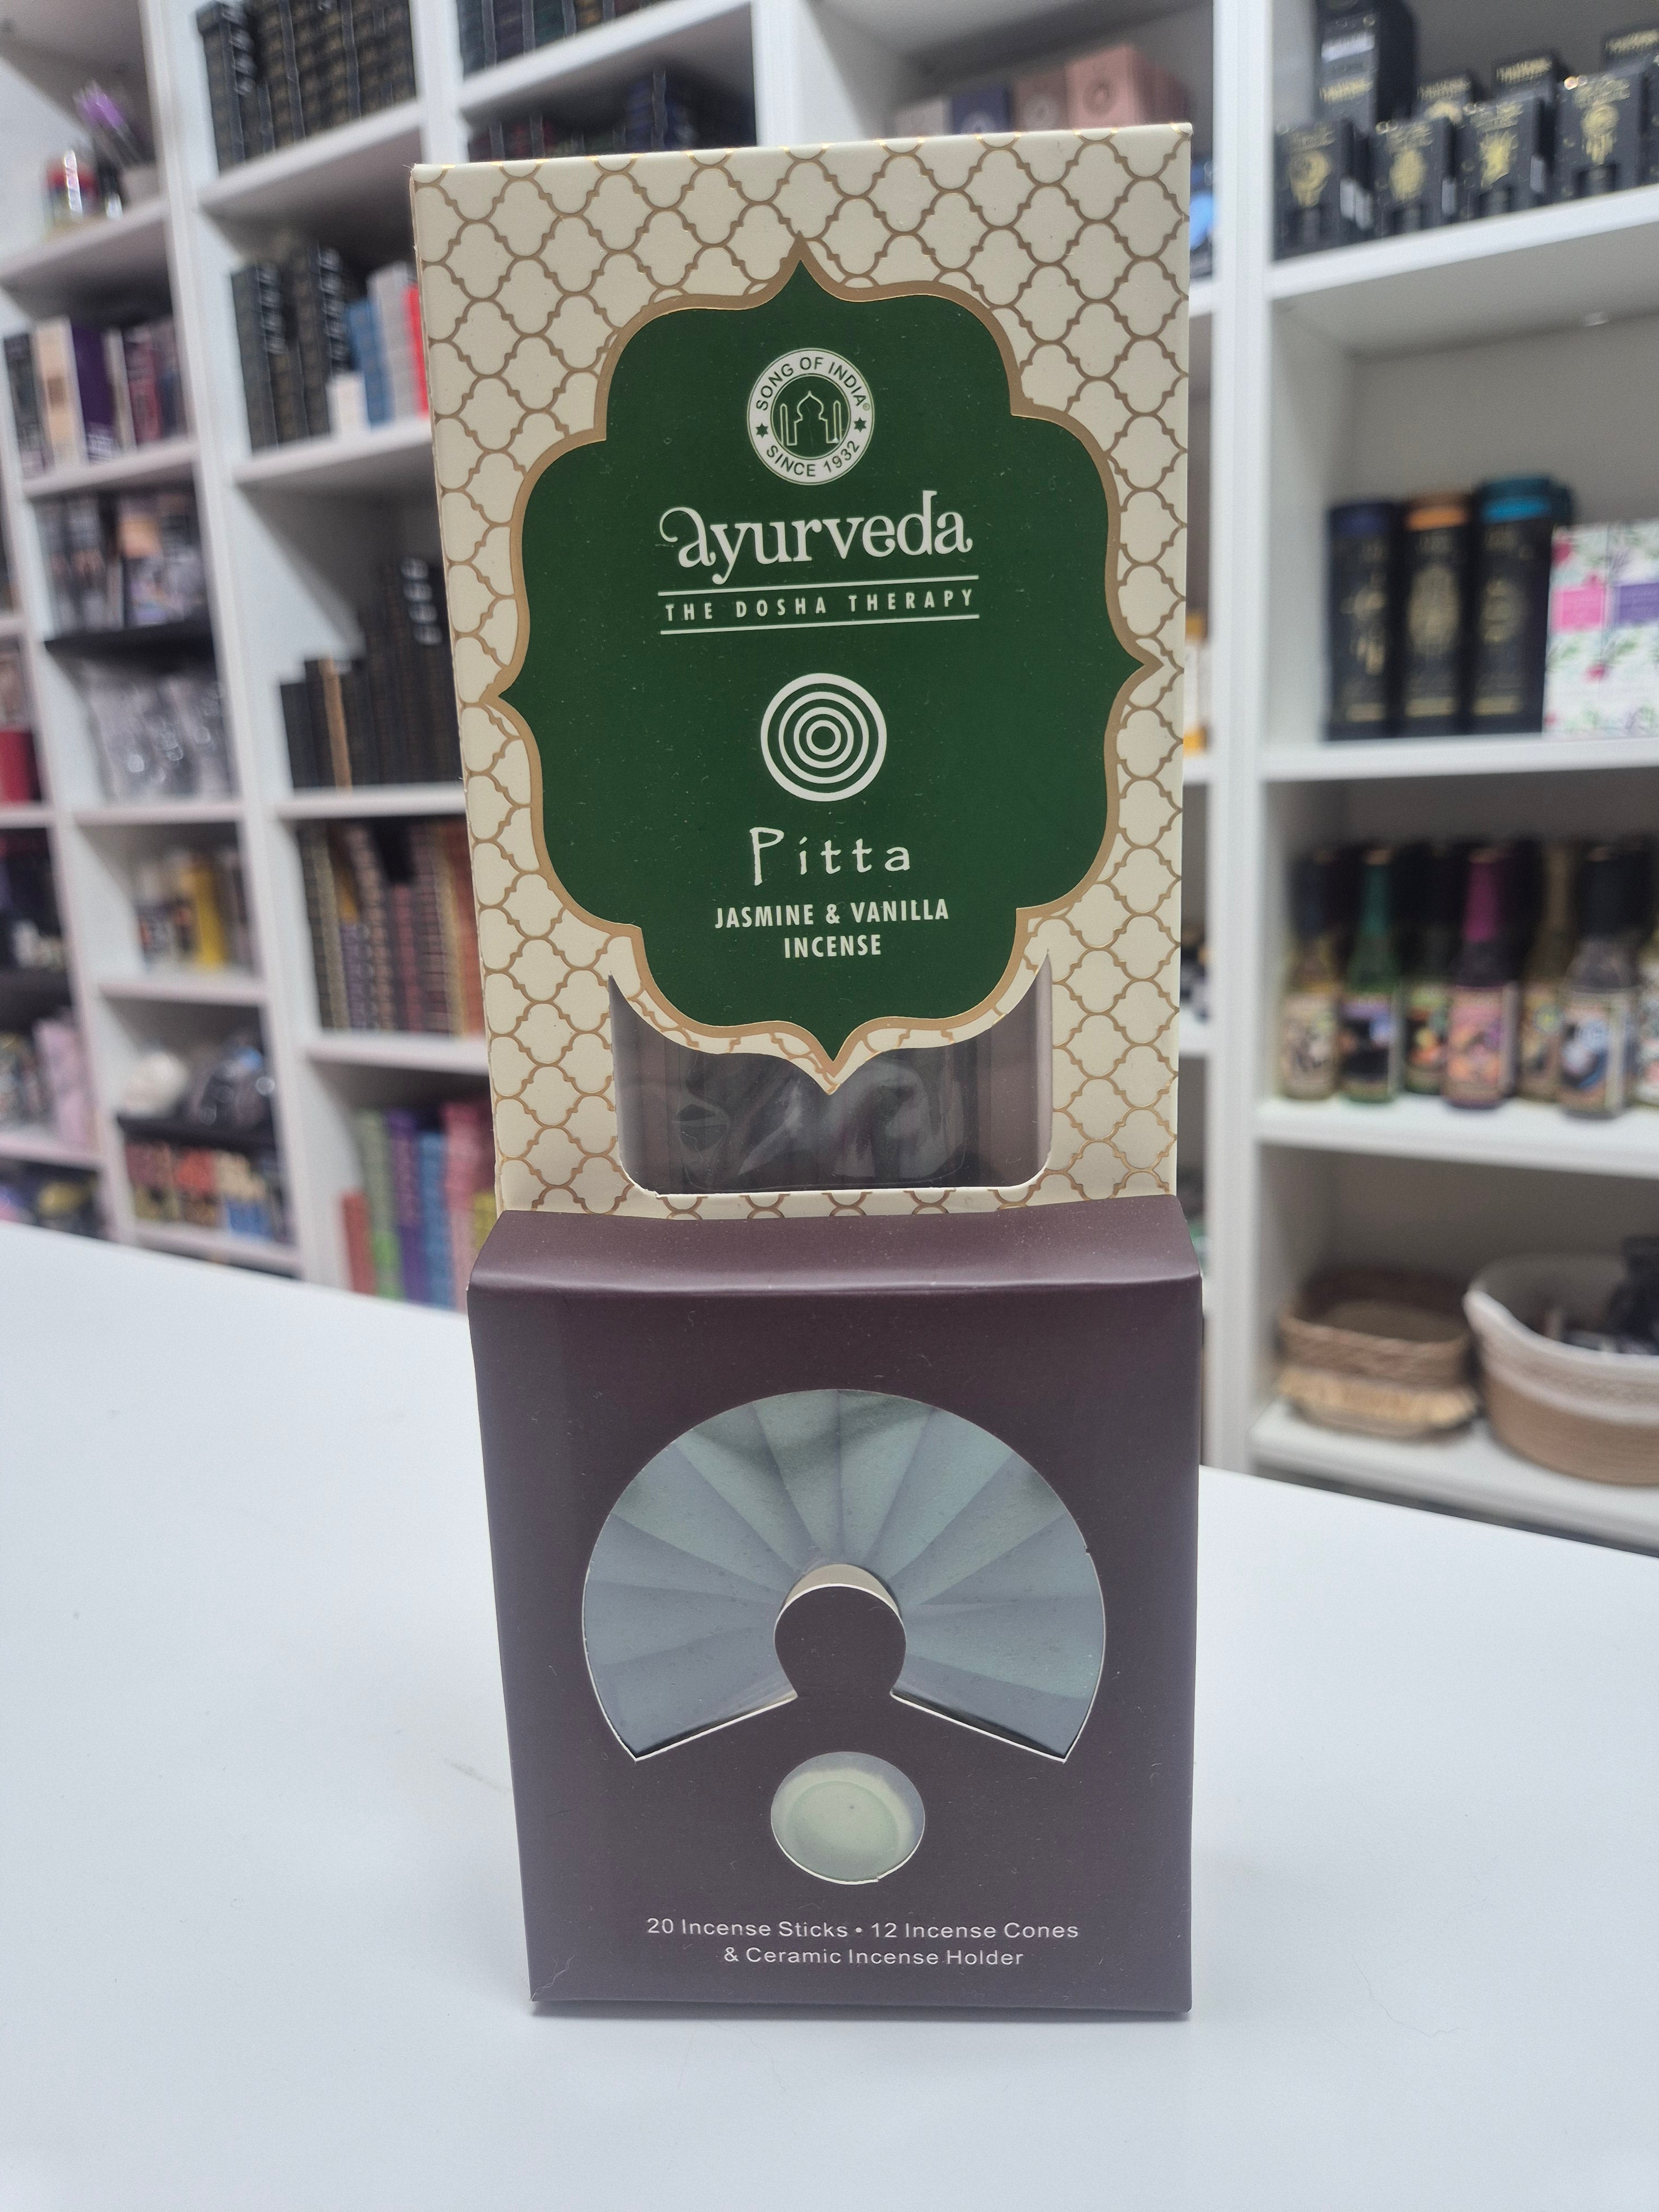 SONG OF INDIA®
SINCE 1932
ayurveda
THE DOSHA THERAPY
Pitta
JASMINE & VANILLA
INCENSE
20 Incense Sticks • 12 Incense Cones
& Ceramic Incense Holder